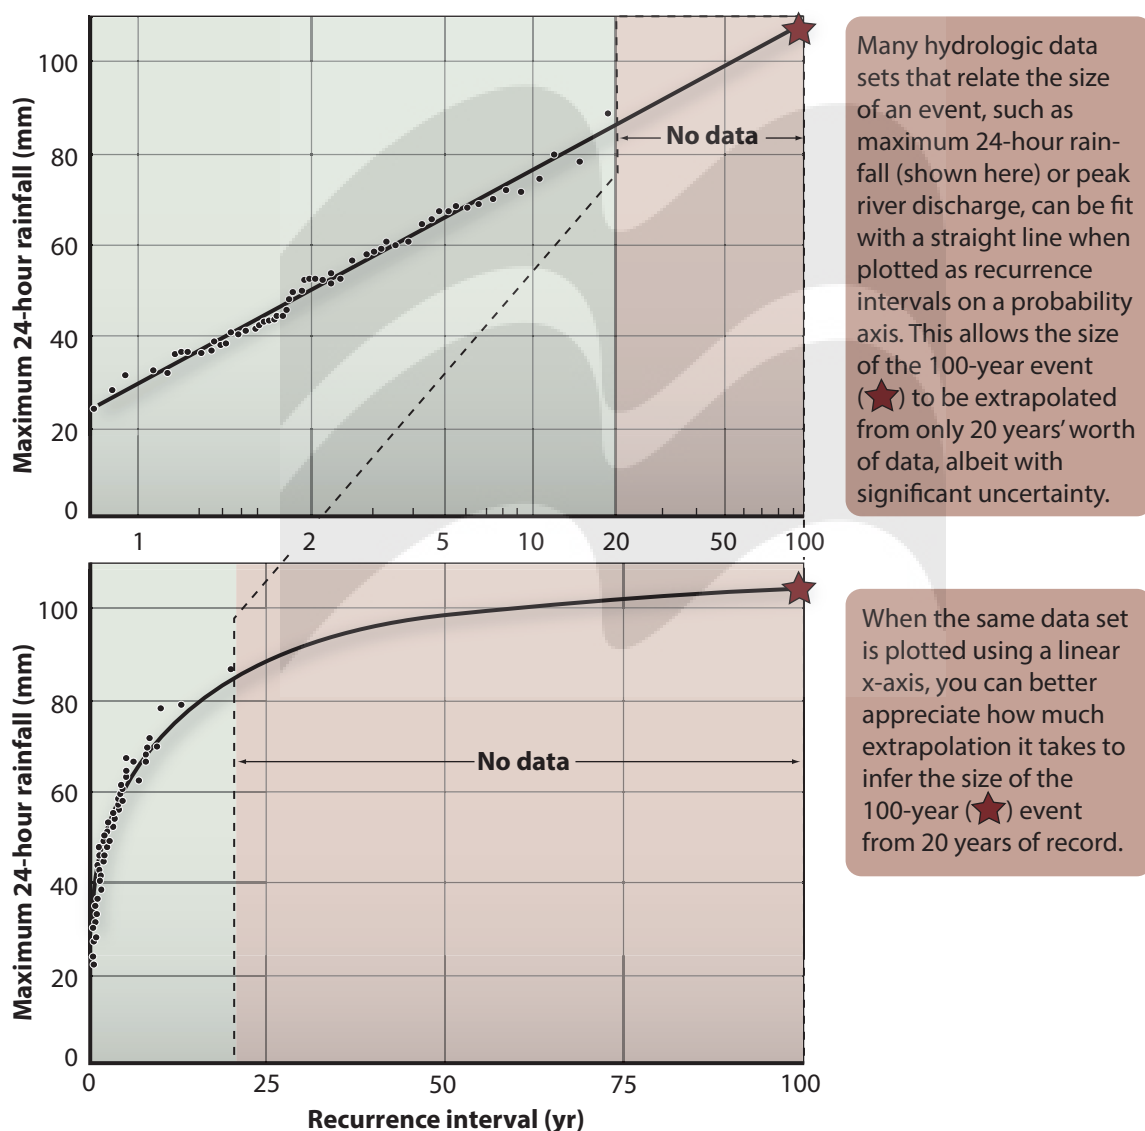 Maximum 24-hour rainfall (mm)
100
80
60
40
20
0
No data
1 2 5 10 20 50 100
Many hydrologic data
sets that relate the size
of an event, such as
maximum 24-hour rain-
fall (shown here) or peak
river discharge, can be fit
with a straight line when
plotted as recurrence
intervals on a probability
axis. This allows the size
of the 100-year event
(★) to be extrapolated
from only 20 years’ worth
of data, albeit with
significant uncertainty.
Maximum 24-hour rainfall (mm)
100
80
60
40
20
0
No data
0 25 50 75 100
Recurrence interval (yr)
When the same data set
is plotted using a linear
x-axis, you can better
appreciate how much
extrapolation it takes to
infer the size of the
100-year (★) event
from 20 years of record.